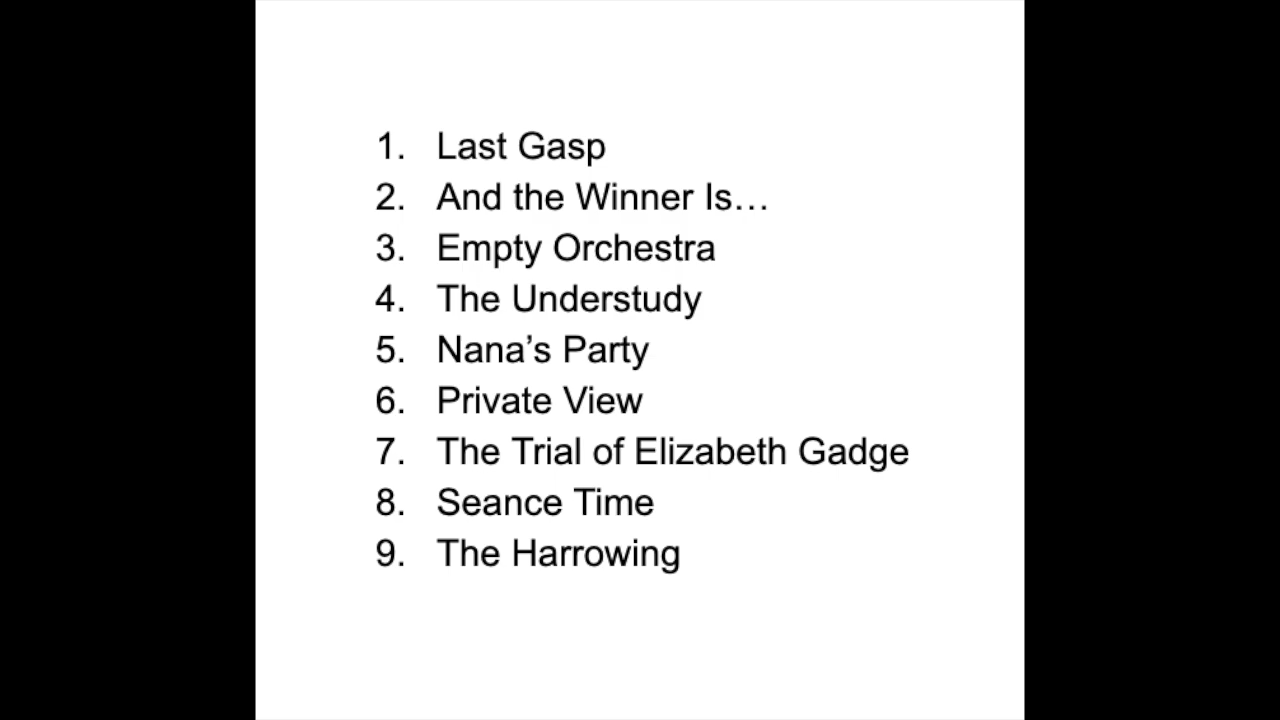 1. Last Gasp
2. And the Winner Is…
3. Empty Orchestra
4. The Understudy
5. Nana’s Party
6. Private View
7. The Trial of Elizabeth Gadge
8. Seance Time
9. The Harrowing